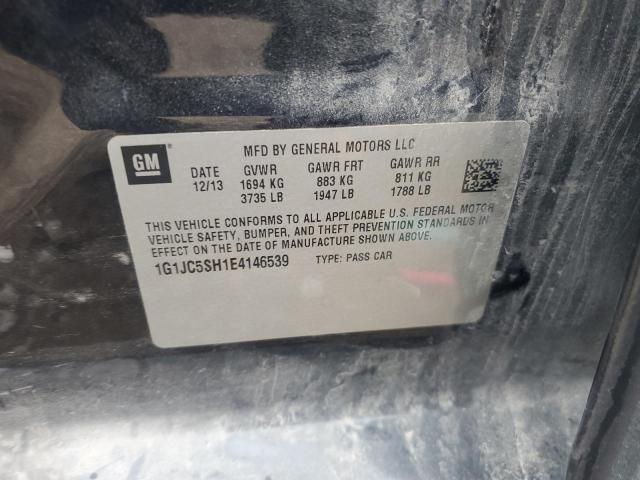 GM
MFD BY GENERAL MOTORS LLC
DATE GVWR GAWR FRT GAWR RR
12/13 1694 KG 883 KG 811 KG
3735 LB 1947 LB 1788 LB
THIS VEHICLE CONFORMS TO ALL APPLICABLE U.S. FEDERAL MOTOR
VEHICLE SAFETY, BUMPER, AND THEFT PREVENTION STANDARDS IN
EFFECT ON THE DATE OF MANUFACTURE SHOWN ABOVE.
1G1JC5SH1E4146539 TYPE: PASS CAR